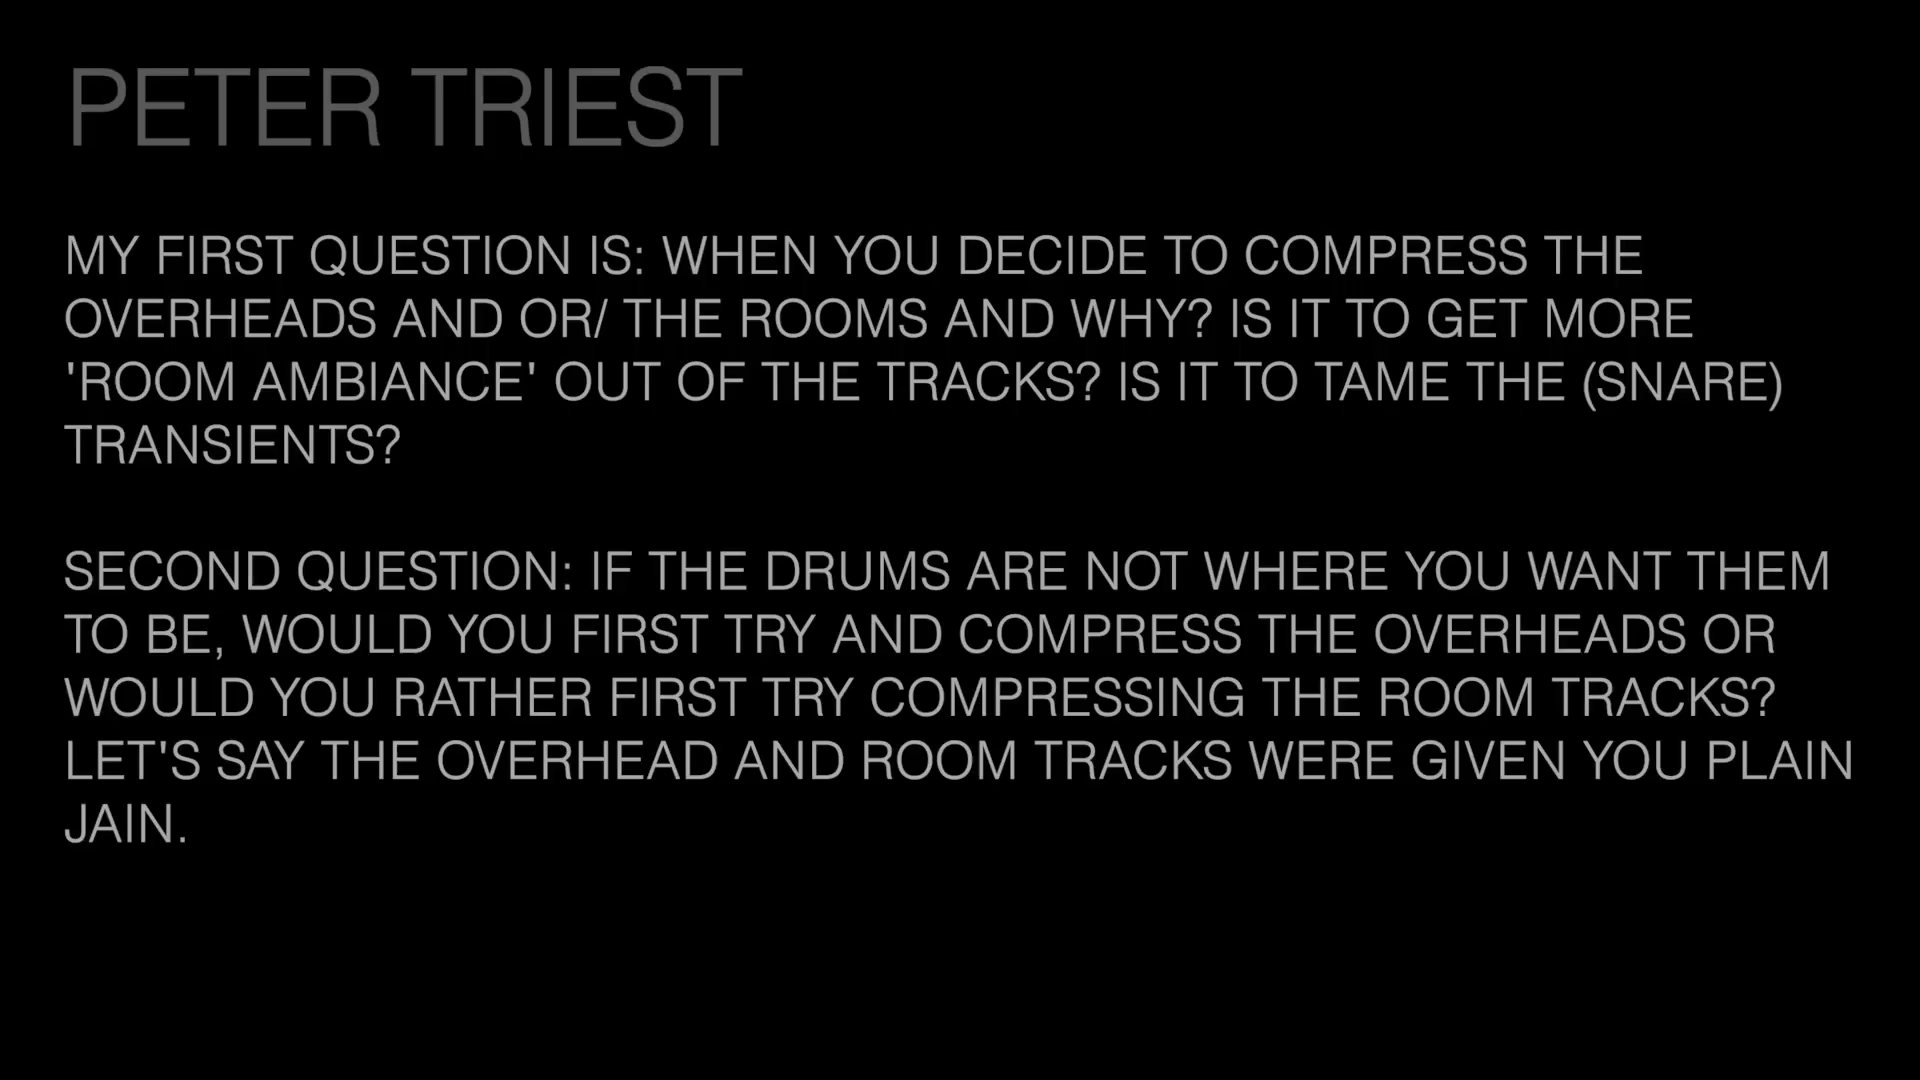 PETER TRIEST
MY FIRST QUESTION IS: WHEN YOU DECIDE TO COMPRESS THE
OVERHEADS AND OR/ THE ROOMS AND WHY? IS IT TO GET MORE
'ROOM AMBIANCE' OUT OF THE TRACKS? IS IT TO TAME THE (SNARE)
TRANSIENTS?
SECOND QUESTION: IF THE DRUMS ARE NOT WHERE YOU WANT THEM
TO BE, WOULD YOU FIRST TRY AND COMPRESS THE OVERHEADS OR
WOULD YOU RATHER FIRST TRY COMPRESSING THE ROOM TRACKS?
LET'S SAY THE OVERHEAD AND ROOM TRACKS WERE GIVEN YOU PLAIN
JAIN.